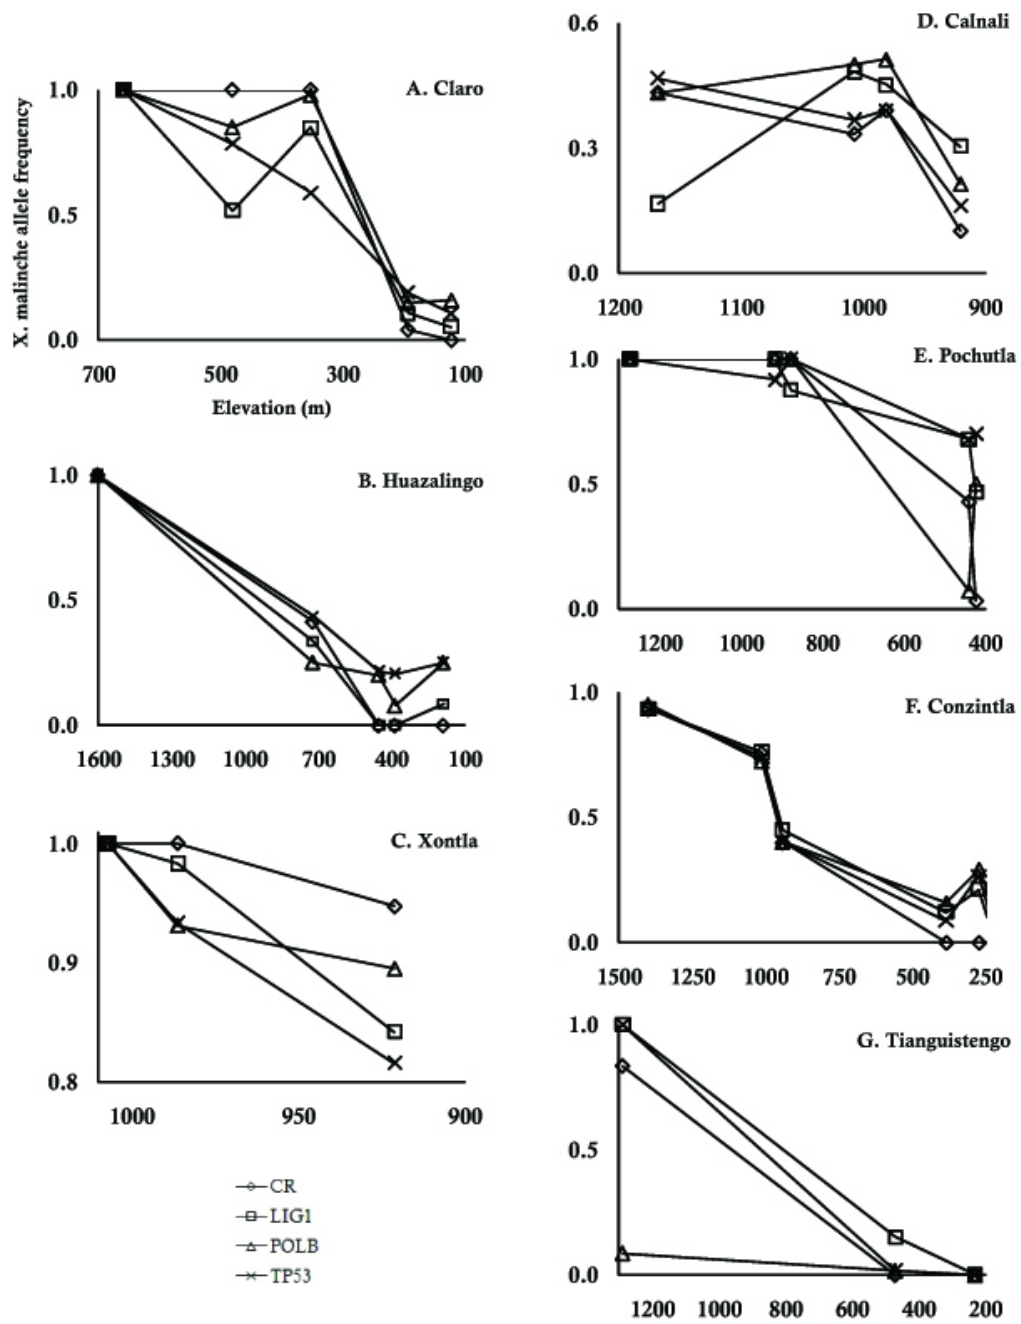 A. Claro
X. malinche allele frequency
1.0
0.5
0.0
700 500 300 100
Elevation (m)
B. Huazalingo
1.0
0.5
0.0
1600 1300 1000 700 400 100
C. Xontla
1.0
0.9
0.8
1000 950 900
CR
LIG1
POLB
TP53
D. Calnali
0.6
0.3
0.0
1200 1100 1000 900
E. Pochutla
1.0
0.5
0.0
1200 1000 800 600 400
F. Conzintla
1.0
0.5
0.0
1500 1250 1000 750 500 250
G. Tianguistengo
1.0
0.5
0.0
1200 1000 800 600 400 200